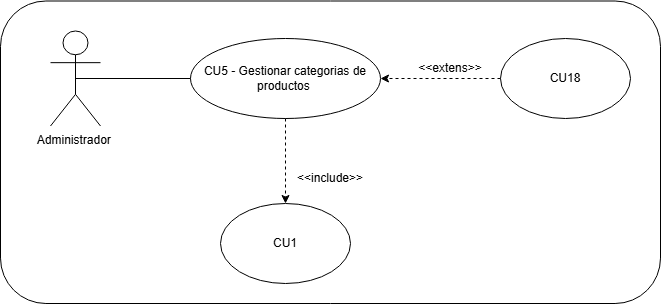 CU5 - Gestionar categorias de
productos
<<extens>>
CU18
Administrador
<<include>>
CU1